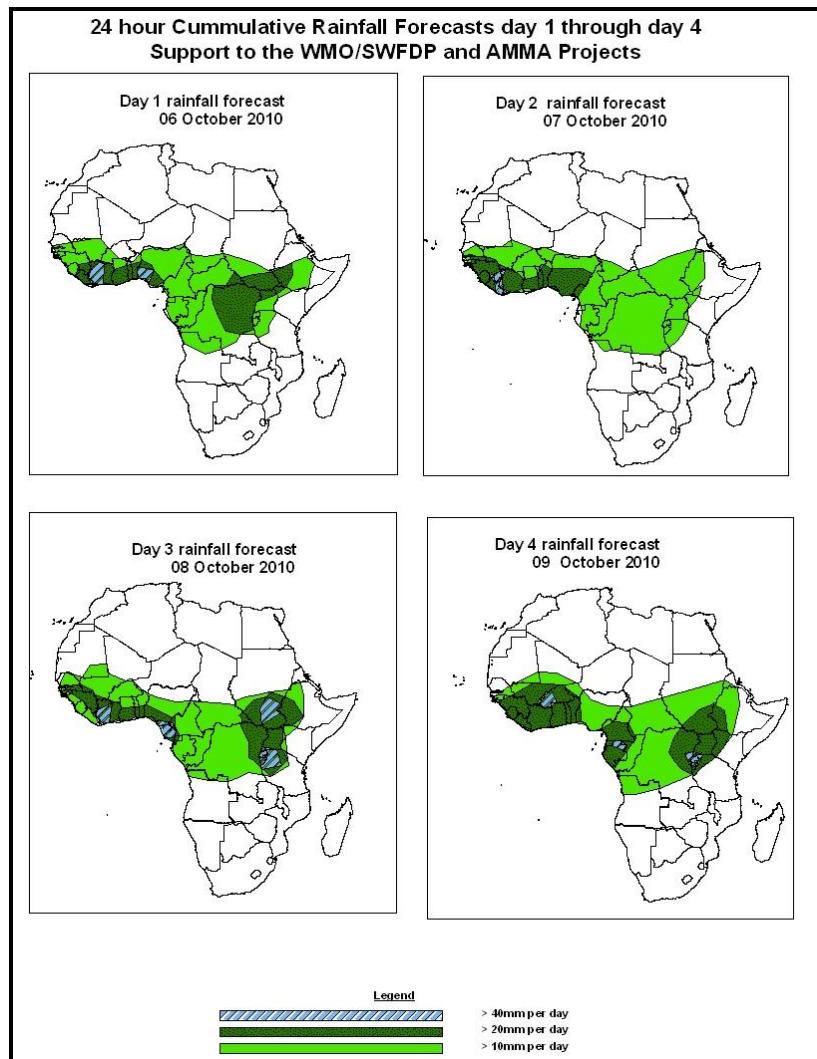 24 hour Cummulative Rainfall Forecasts day 1 through day 4
Support to the WMO/SWFDP and AMMA Projects
Day 1 rainfall forecast
06 October 2010
Day 2 rainfall forecast
07 October 2010
Day 3 rainfall forecast
08 October 2010
Day 4 rainfall forecast
09 October 2010
Legend
> 40mm per day
> 20mm per day
> 10mm per day